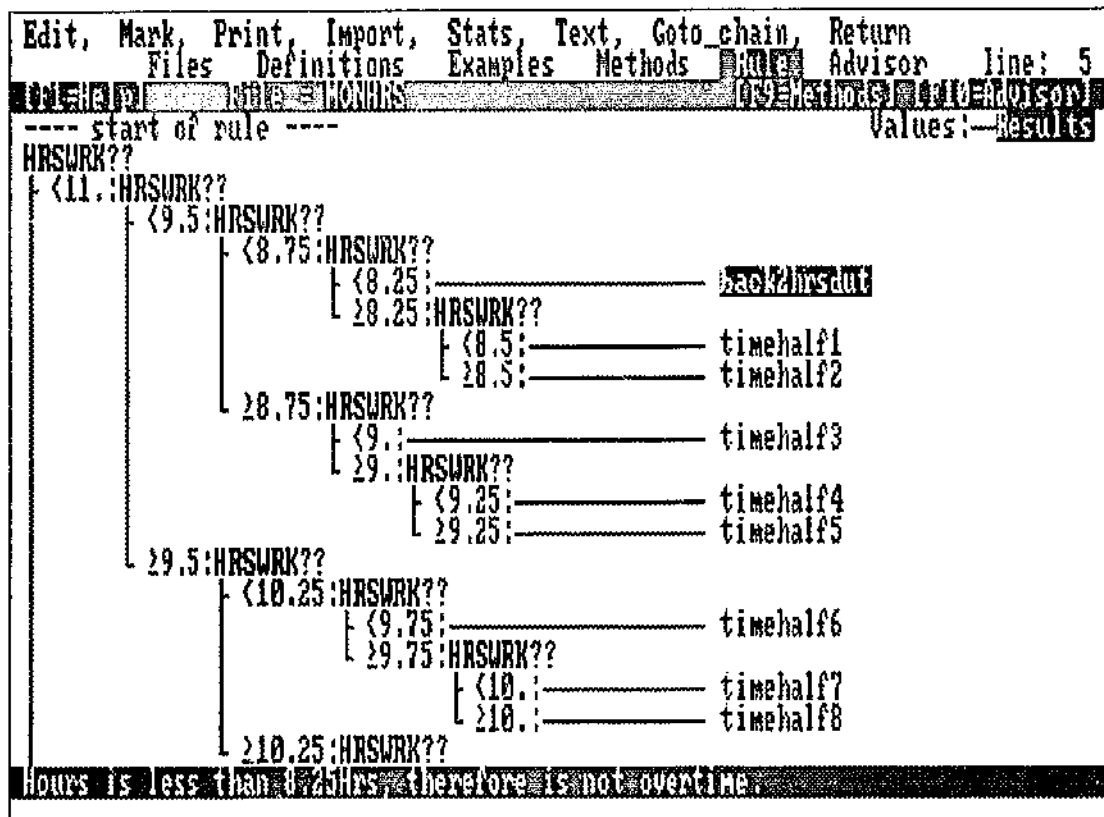 Edit, Mark, Print, Import, Stats, Text, Goto_chain, Return
Files Definitions Examples Methods Rule Advisor line: 5
[F1=Help] File = MONHRS [F9=Methods] [F10=Advisor]
---- start of rule ---- Values:—Results
HRSWRK??
<11.:HRSWRK??
<9.5:HRSWRK??
<8.75:HRSWRK??
<8.25: back2hrsdut
≥8.25:HRSWRK??
<8.5: timehalf1
≥8.5: timehalf2
≥8.75:HRSWRK??
<9.: timehalf3
≥9.:HRSWRK??
<9.25: timehalf4
≥9.25: timehalf5
≥9.5:HRSWRK??
<10.25:HRSWRK??
<9.75: timehalf6
≥9.75:HRSWRK??
<10.: timehalf7
≥10.: timehalf8
≥10.25:HRSWRK??
Hours is less than 8.25Hrs, therefore is not overtime.